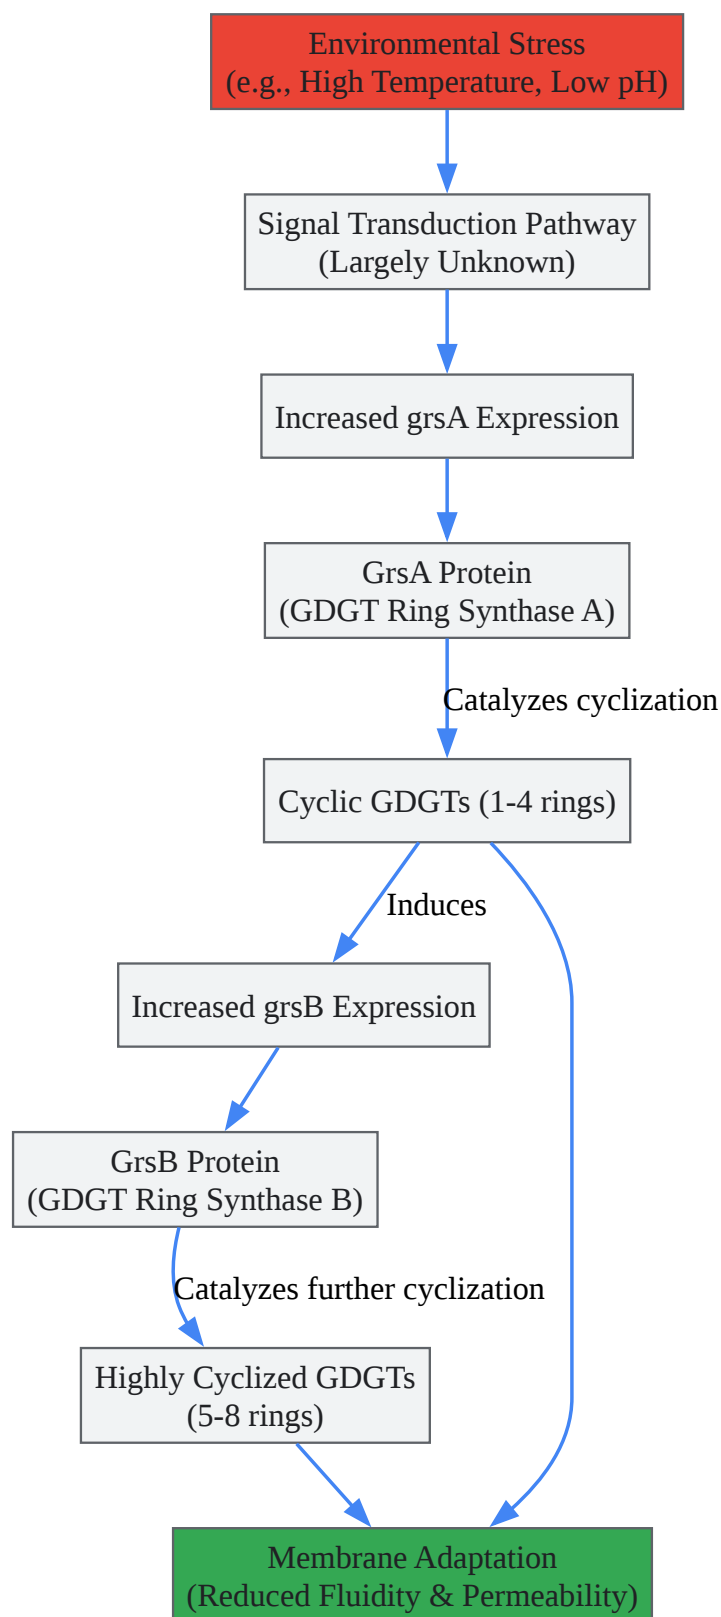 Environmental Stress
(e.g., High Temperature, Low pH)
Signal Transduction Pathway
(Largely Unknown)
Increased grsA Expression
GrsA Protein
(GDGT Ring Synthase A)
Catalyzes cyclization
Cyclic GDGTs (1-4 rings)
Induces
Increased grsB Expression
GrsB Protein
(GDGT Ring Synthase B)
Catalyzes further cyclization
Highly Cyclized GDGTs
(5-8 rings)
Membrane Adaptation
(Reduced Fluidity & Permeability)